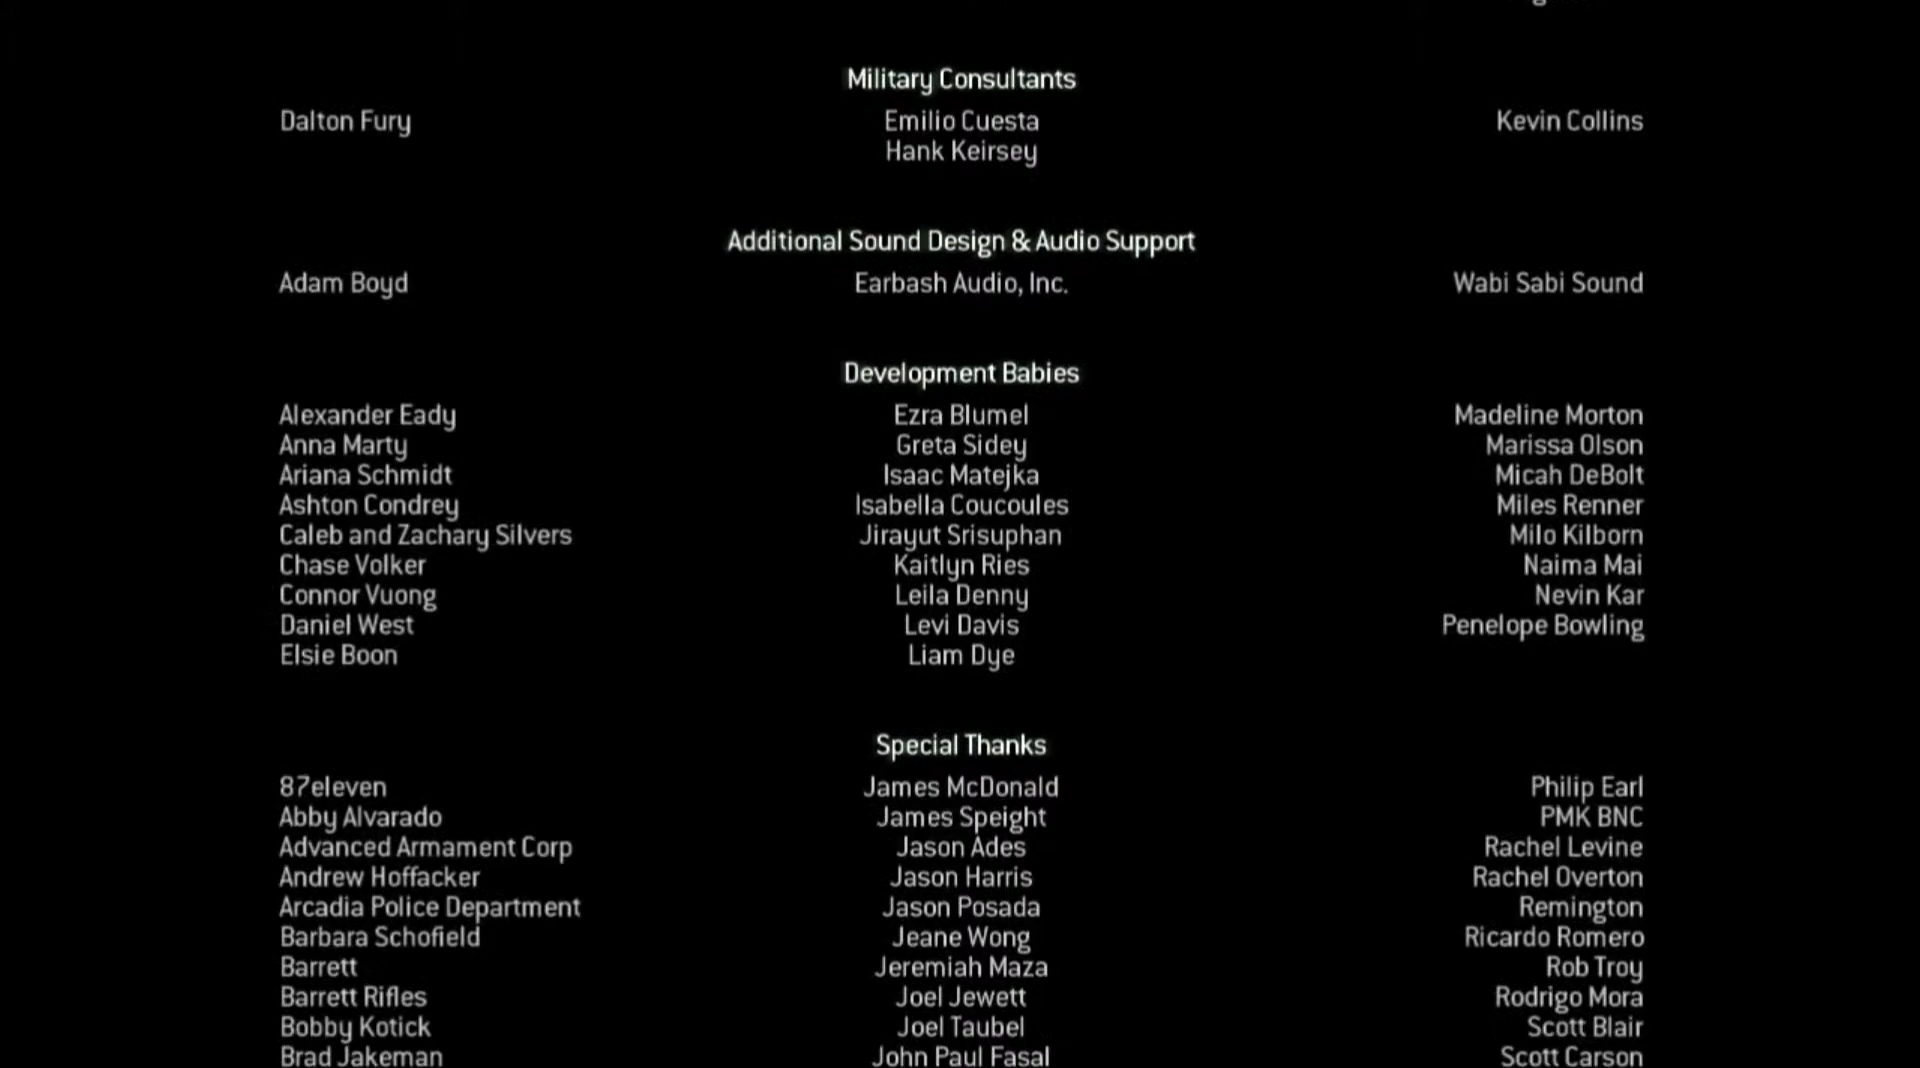 Military Consultants
Dalton Fury Emilio Cuesta Kevin Collins
Hank Keirsey
Additional Sound Design & Audio Support
Adam Boyd Earbash Audio, Inc. Wabi Sabi Sound
Development Babies
Alexander Eady Ezra Blumel Madeline Morton
Anna Marty Greta Sidey Marissa Olson
Ariana Schmidt Isaac Matejka Micah DeBolt
Ashton Condrey Isabella Coucoules Miles Renner
Caleb and Zachary Silvers Jirayut Srisuphan Milo Kilborn
Chase Volker Kaitlyn Ries Naima Mai
Connor Vuong Leila Denny Nevin Kar
Daniel West Levi Davis Penelope Bowling
Elsie Boon Liam Dye
Special Thanks
87eleven James McDonald Philip Earl
Abby Alvarado James Speight PMK BNC
Advanced Armament Corp Jason Ades Rachel Levine
Andrew Hoffacker Jason Harris Rachel Overton
Arcadia Police Department Jason Posada Remington
Barbara Schofield Jeane Wong Ricardo Romero
Barrett Jeremiah Maza Rob Troy
Barrett Rifles Joel Jewett Rodrigo Mora
Bobby Kotick Joel Taubel Scott Blair
Brad Jakeman John Paul Fasal Scott Carson